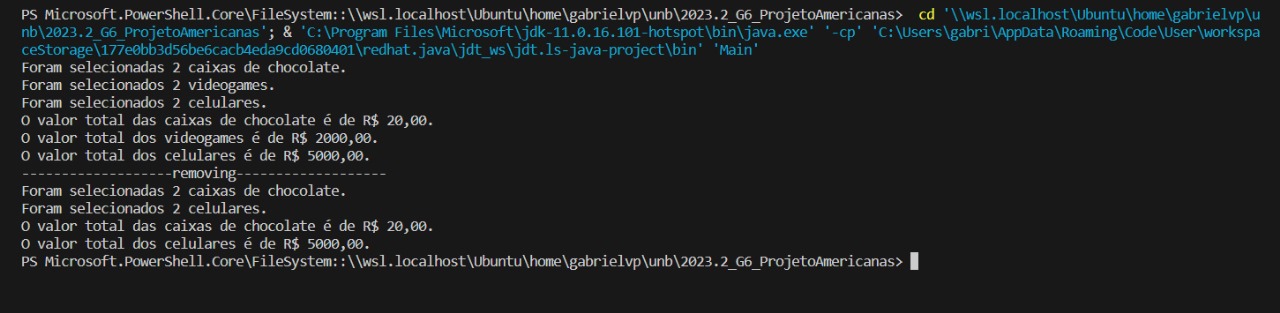 PS Microsoft.PowerShell.Core\FileSystem::\\wsl.localhost\Ubuntu\home\gabrielvp\unb\2023.2_G6_ProjetoAmericanas>  cd '\\wsl.localhost\Ubuntu\home\gabrielvp\u
nb\2023.2_G6_ProjetoAmericanas'; & 'C:\Program Files\Microsoft\jdk-11.0.16.101-hotspot\bin\java.exe' '-cp' 'C:\Users\gabri\AppData\Roaming\Code\User\workspa
ceStorage\177e0bb3d56be6cacb4eda9cd0680401\redhat.java\jdt_ws\jdt.ls-java-project\bin' 'Main'
Foram selecionadas 2 caixas de chocolate.
Foram selecionados 2 videogames.
Foram selecionados 2 celulares.
O valor total das caixas de chocolate é de R$ 20,00.
O valor total dos videogames é de R$ 2000,00.
O valor total dos celulares é de R$ 5000,00.
-------------------removing-------------------
Foram selecionadas 2 caixas de chocolate.
Foram selecionados 2 celulares.
O valor total das caixas de chocolate é de R$ 20,00.
O valor total dos celulares é de R$ 5000,00.
PS Microsoft.PowerShell.Core\FileSystem::\\wsl.localhost\Ubuntu\home\gabrielvp\unb\2023.2_G6_ProjetoAmericanas>